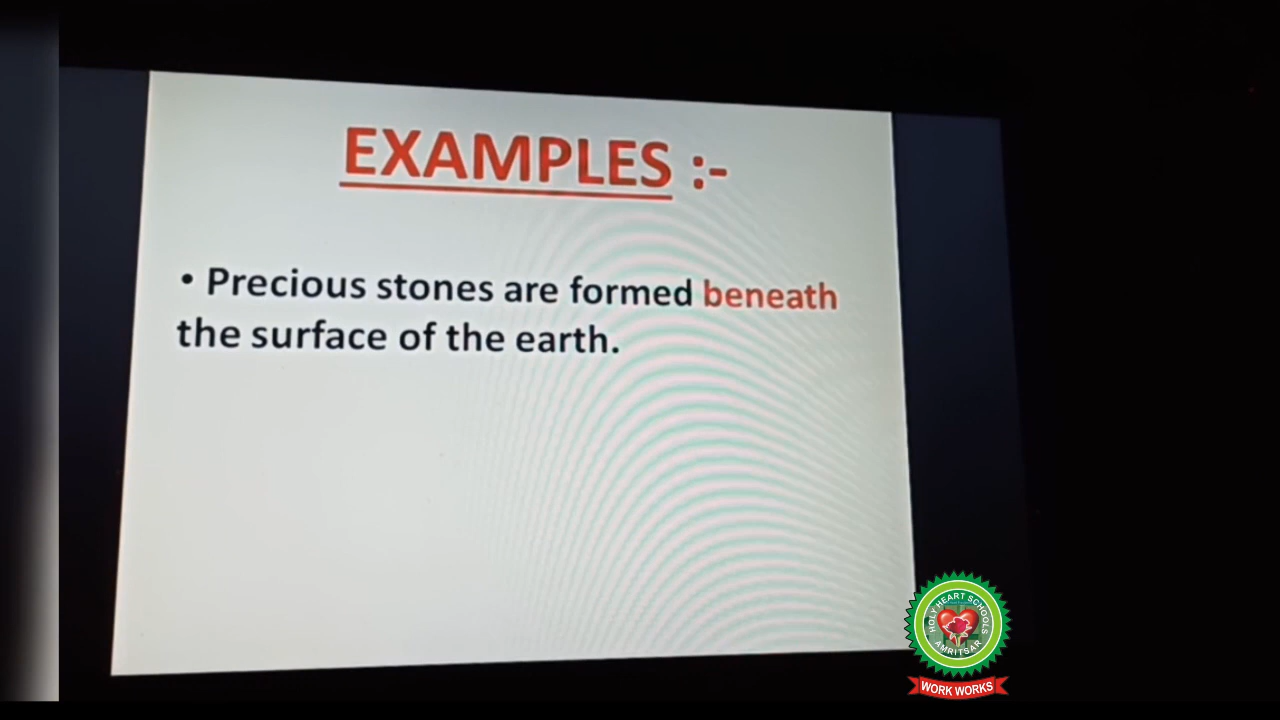 EXAMPLES :-
• Precious stones are formed beneath
the surface of the earth.
HOLY HEART SCHOOLS
AMRITSAR
WORK WORKS